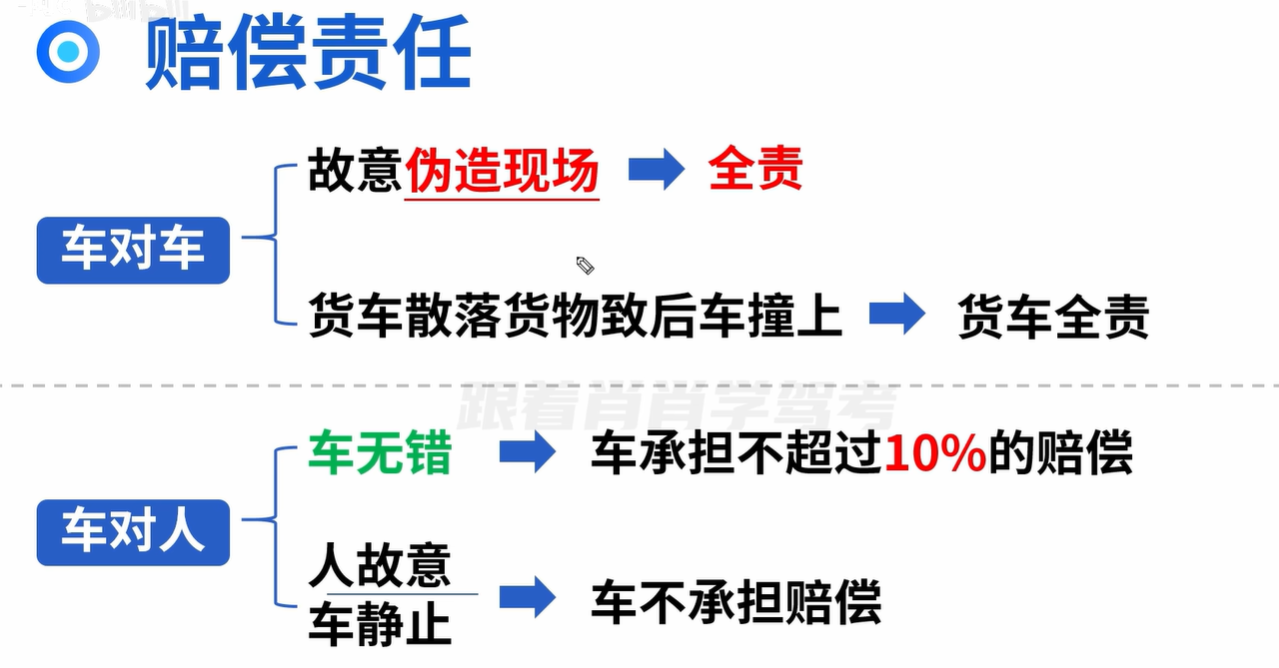 赔偿责任
故意伪造现场 全责
车对车
货车散落货物致后车撞上 货车全责
跟着肖肖学驾考
车无错 车承担不超过10%的赔偿
车对人
人故意
车静止 车不承担赔偿